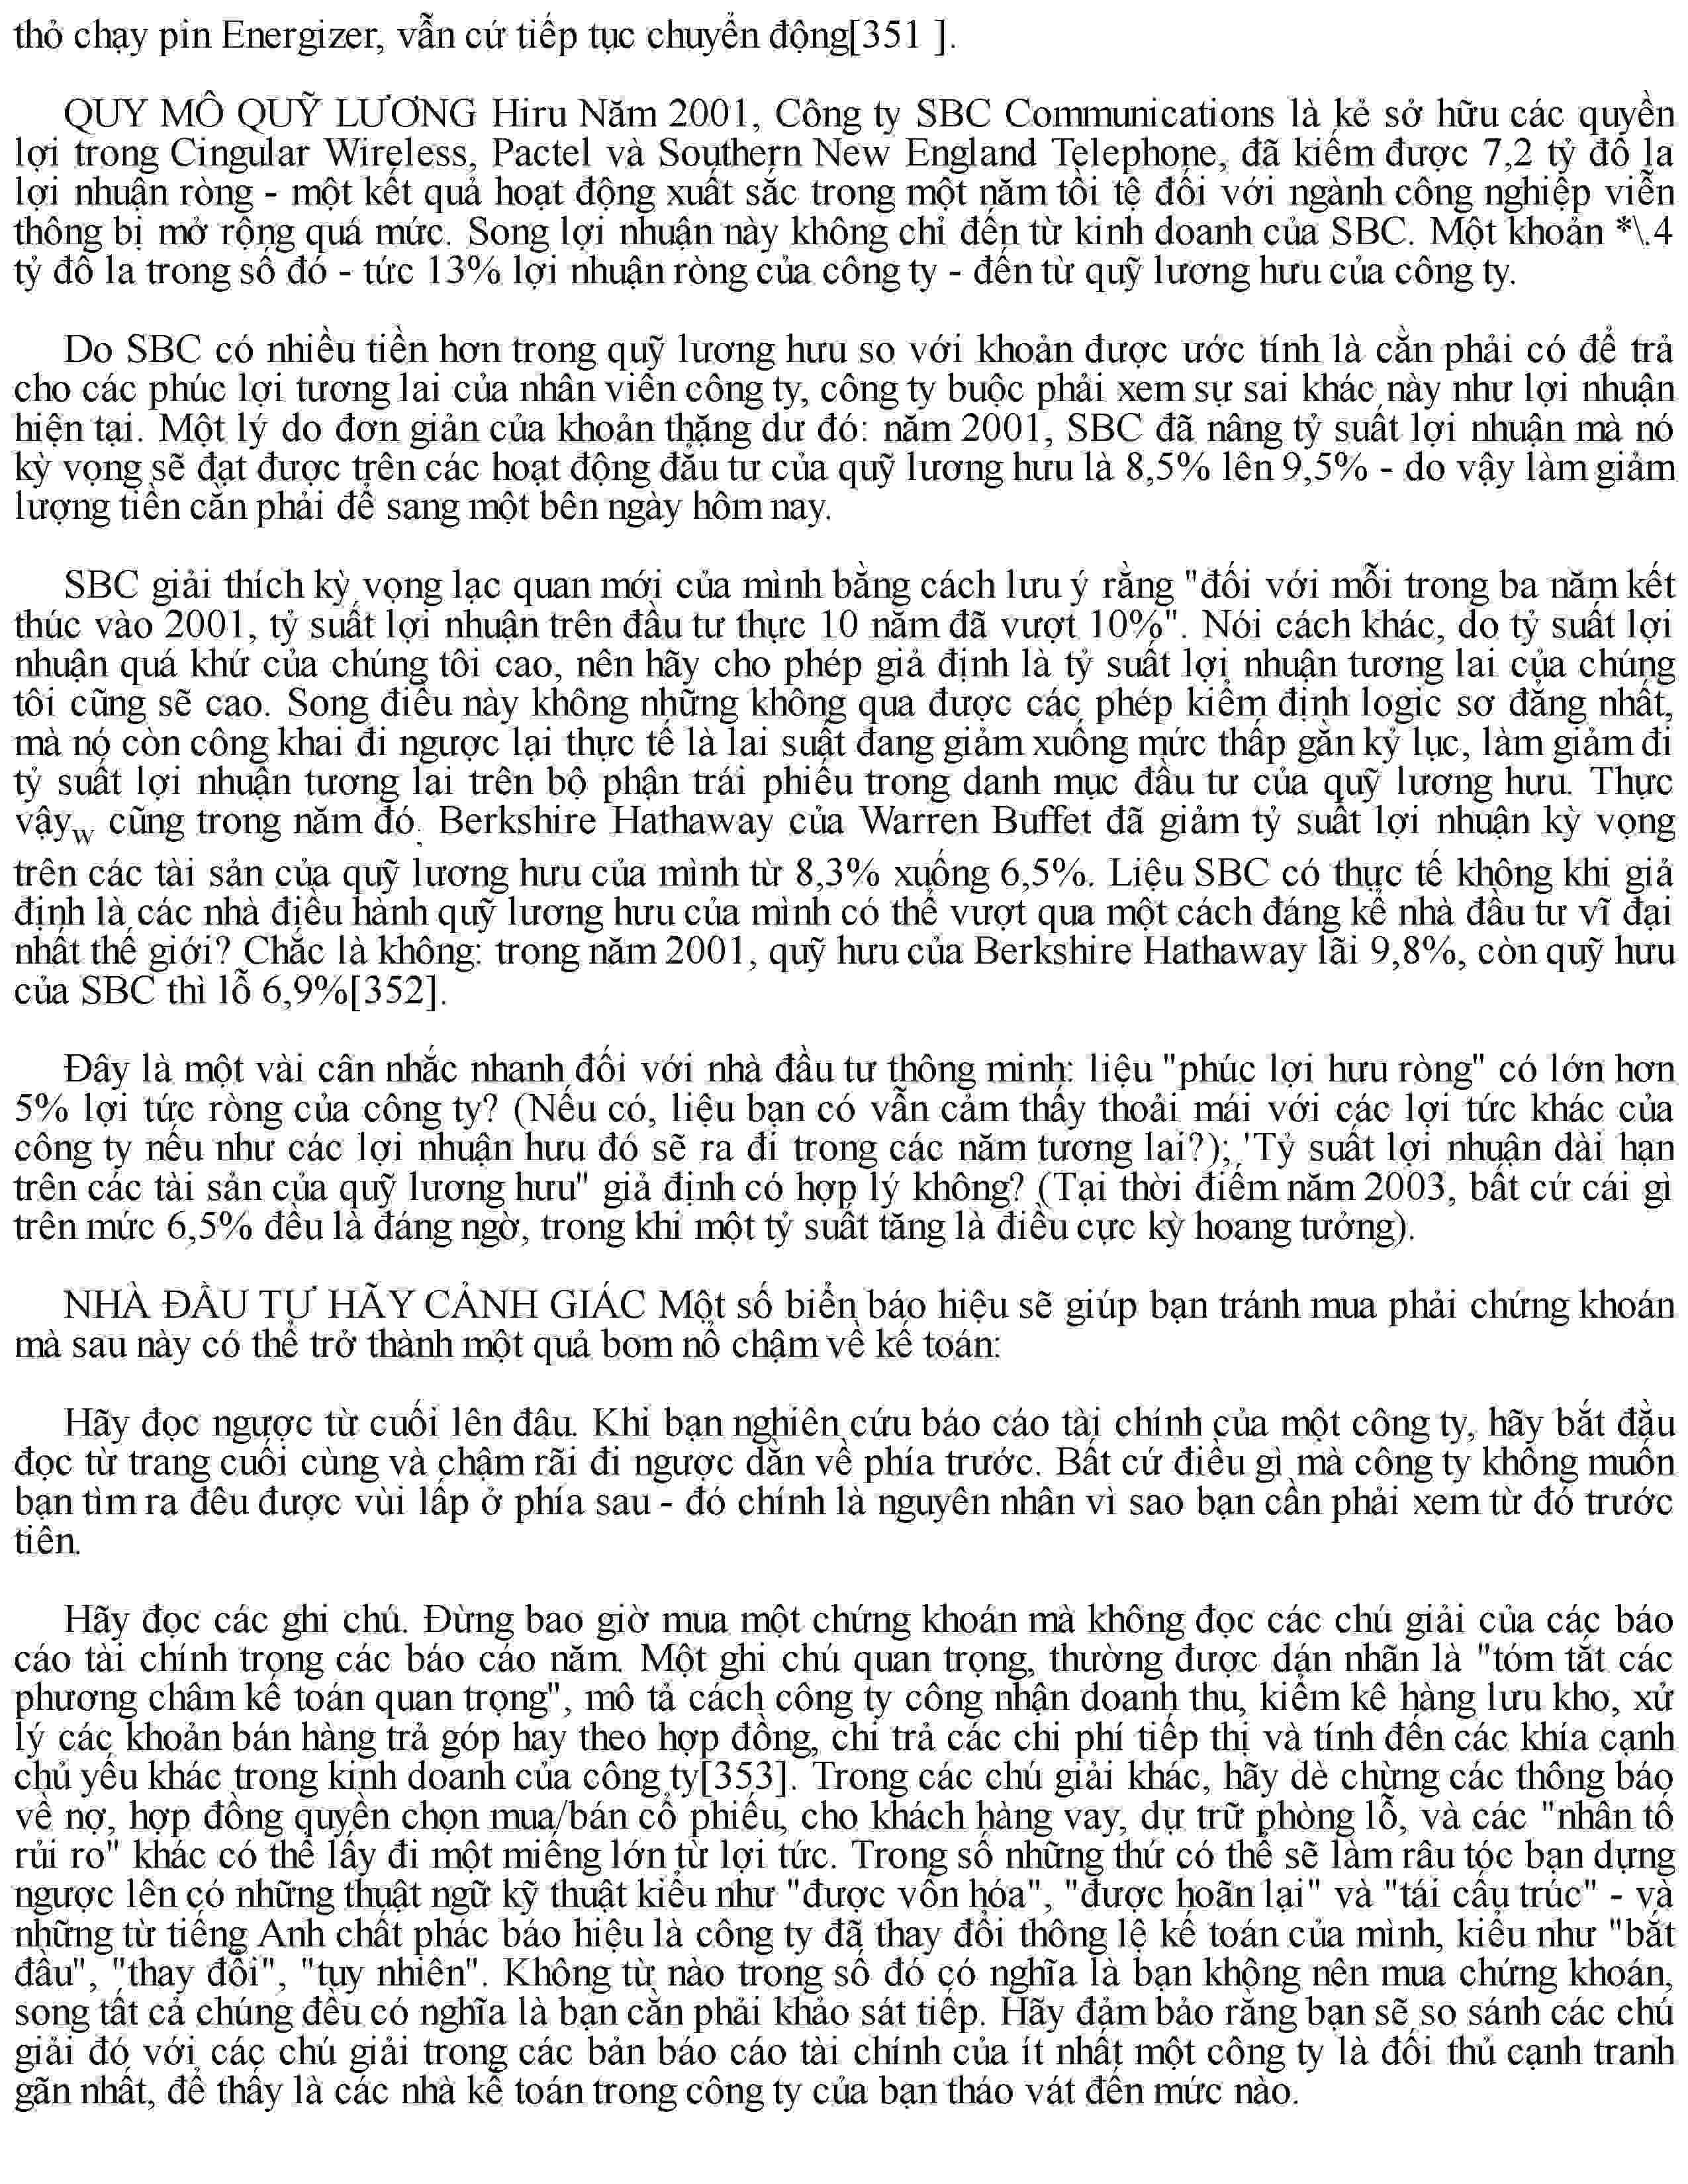 thỏ chạy pin Energizer, vẫn cứ tiếp tục chuyển động[351 ].
QUY MÔ QUỸ LƯƠNG Hiru Năm 2001, Công ty SBC Communications là kẻ sở hữu các quyền
lợi trong Cingular Wireless, Pactel và Southern New England Telephone, đã kiếm được 7,2 tỷ đô la
lợi nhuận ròng - một kết quả hoạt động xuất sắc trong một năm tồi tệ đối với ngành công nghiệp viễn
thông bị mở rộng quá mức. Song lợi nhuận này không chỉ đến từ kinh doanh của SBC. Một khoản *\.4
tỷ đô la trong số đó - tức 13% lợi nhuận ròng của công ty - đến từ quỹ lương hưu của công ty.
Do SBC có nhiều tiền hơn trong quỹ lương hưu so với khoản được ước tính là cần phải có để trả
cho các phúc lợi tương lai của nhân viên công ty, công ty buộc phải xem sự sai khác này như lợi nhuận
hiện tại. Một lý do đơn giản của khoản thặng dư đó: năm 2001, SBC đã nâng tỷ suất lợi nhuận mà nó
kỳ vọng sẽ đạt được trên các hoạt động đầu tư của quỹ lương hưu là 8,5% lên 9,5% - do vậy làm giảm
lượng tiền cần phải để sang một bên ngày hôm nay.
SBC giải thích kỳ vọng lạc quan mới của mình bằng cách lưu ý rằng "đối với mỗi trong ba năm kết
thúc vào 2001, tỷ suất lợi nhuận trên đầu tư thực 10 năm đã vượt 10%". Nói cách khác, do tỷ suất lợi
nhuận quá khứ của chúng tôi cao, nên hãy cho phép giả định là tỷ suất lợi nhuận tương lai của chúng
tôi cũng sẽ cao. Song điều này không những không qua được các phép kiểm định logic sơ đẳng nhất,
mà nó còn công khai đi ngược lại thực tế là lai suất đang giảm xuống mức thấp gần kỷ lục, làm giảm đi
tỷ suất lợi nhuận tương lai trên bộ phận trái phiếu trong danh mục đầu tư của quỹ lương hưu. Thực
vậyw cũng trong năm đó. Berkshire Hathaway của Warren Buffet đã giảm tỷ suất lợi nhuận kỳ vọng
trên các tài sản của quỹ lương hưu của mình từ 8,3% xuống 6,5%. Liệu SBC có thực tế không khi giả
định là các nhà điều hành quỹ lương hưu của mình có thể vượt qua một cách đáng kể nhà đầu tư vĩ đại
nhất thế giới? Chắc là không: trong năm 2001, quỹ hưu của Berkshire Hathaway lãi 9,8%, còn quỹ hưu
của SBC thì lỗ 6,9%[352].
Đây là một vài cân nhắc nhanh đối với nhà đầu tư thông minh: liệu "phúc lợi hưu ròng" có lớn hơn
5% lợi tức ròng của công ty? (Nếu có, liệu bạn có vẫn cảm thấy thoải mái với các lợi tức khác của
công ty nếu như các lợi nhuận hưu đó sẽ ra đi trong các năm tương lai?); 'Tỷ suất lợi nhuận dài hạn
trên các tài sản của quỹ lương hưu" giả định có hợp lý không? (Tại thời điểm năm 2003, bất cứ cái gì
trên mức 6,5% đều là đáng ngờ, trong khi một tỷ suất tăng là điều cực kỳ hoang tưởng).
NHÀ ĐẦU TƯ HÃY CẢNH GIÁC Một số biển báo hiệu sẽ giúp bạn tránh mua phải chứng khoán
mà sau này có thể trở thành một quả bom nổ chậm về kế toán:
Hãy đọc ngược từ cuối lên đâu. Khi bạn nghiên cứu báo cáo tài chính của một công ty, hãy bắt đầu
đọc từ trang cuối cùng và chậm rãi đi ngược dần về phía trước. Bất cứ điều gì mà công ty không muốn
bạn tìm ra đêu được vùi lấp ở phía sau - đó chính là nguyên nhân vì sao bạn cần phải xem từ đó trước
tiên.
Hãy đọc các ghi chú. Đừng bao giờ mua một chứng khoán mà không đọc các chú giải của các báo
cáo tài chính trong các báo cáo năm. Một ghi chú quan trọng, thường được dán nhãn là "tóm tắt các
phương châm kế toán quan trọng", mô tả cách công ty công nhận doanh thu, kiểm kê hàng lưu kho, xử
lý các khoản bán hàng trả góp hay theo hợp đồng, chi trả các chi phí tiếp thị và tính đến các khía cạnh
chủ yếu khác trong kinh doanh của công ty[353]. Trong các chú giải khác, hãy dè chừng các thông báo
về nợ, hợp đồng quyền chọn mua/bán cổ phiếu, cho khách hàng vay, dự trữ phòng lỗ, và các "nhân tố
rủi ro" khác có thể lấy đi một miếng lớn từ lợi tức. Trong số những thứ có thể sẽ làm râu tóc bạn dựng
ngược lên có những thuật ngữ kỹ thuật kiểu như "được vốn hóa", "được hoãn lại" và "tái cấu trúc" - và
những từ tiếng Anh chất phác báo hiệu là công ty đã thay đổi thông lệ kế toán của mình, kiểu như "bắt
đầu", "thay đổi", "tuy nhiên". Không từ nào trong số đó có nghĩa là bạn không nên mua chứng khoán,
song tất cả chúng đều có nghĩa là bạn cần phải khảo sát tiếp. Hãy đảm bảo rằng bạn sẽ so sánh các chú
giải đó với các chú giải trong các bản báo cáo tài chính của ít nhất một công ty là đối thủ cạnh tranh
gần nhất, để thấy là các nhà kế toán trong công ty của bạn tháo vát đến mức nào.